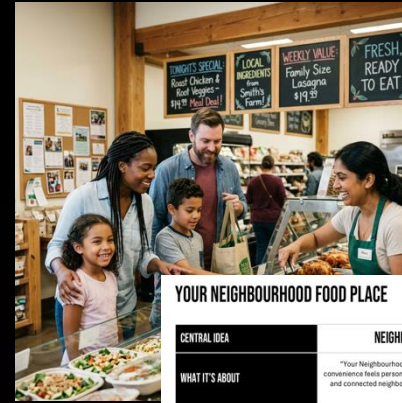 TONIGHT'S SPECIAL:
Roast Chicken &
Root Veggies -
$14.99 Meal Deal!
LOCAL
INGREDIENTS
from
Smith's
Farm!
WEEKLY VALUE:
Family Size
Lasagna
$19.99
FRESH,
READY
TO EAT
YOUR NEIGHBOURHOOD FOOD PLACE
CENTRAL IDEA
NEIGH
WHAT IT'S ABOUT
"Your Neighbourhoo
convenience feels person
and connected neighbo